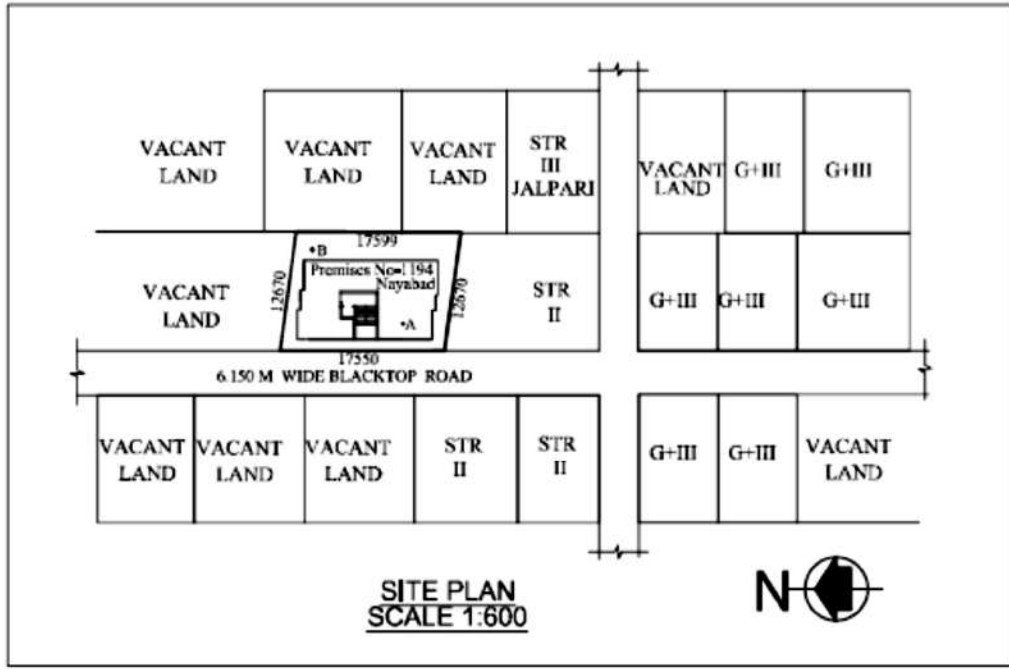 VACANT
LAND
VACANT
LAND
VACANT
LAND
STR
III
JALPARI
VACANT
LAND
G+III
G+III
17599
B
Premises No-1194
Nayabad
12670
12670
A
VACANT
LAND
STR
II
G+III
G+III
G+III
17550
6.150 M WIDE BLACKTOP ROAD
VACANT
LAND
VACANT
LAND
VACANT
LAND
STR
II
STR
II
G+III
G+III
VACANT
LAND
SITE PLAN
SCALE 1:600
N